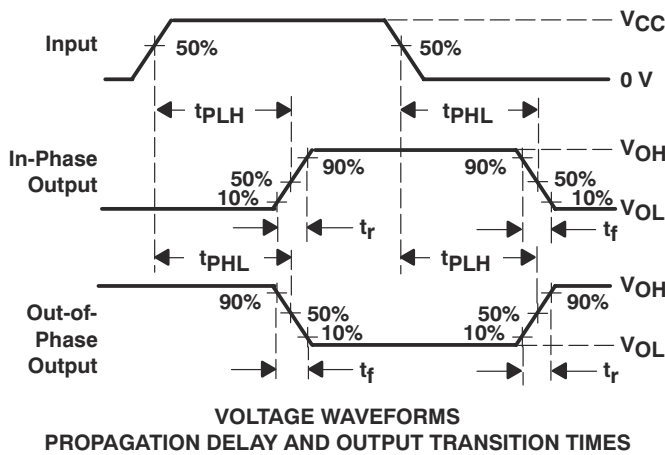 VCC
Input
50%
50%
0 V
tPLH
tPHL
In-Phase
Output
VOH
90%
90%
50%
50%
10%
10%
VOL
tr
tf
tPHL
tPLH
Out-of-
Phase
Output
VOH
90%
90%
50%
50%
10%
10%
VOL
tf
tr
VOLTAGE WAVEFORMS
PROPAGATION DELAY AND OUTPUT TRANSITION TIMES